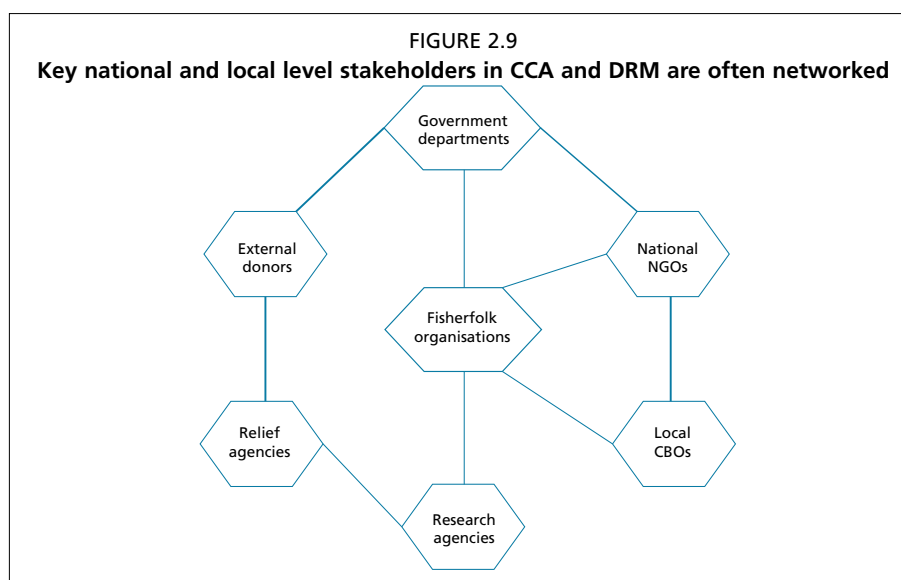 FIGURE 2.9
Key national and local level stakeholders in CCA and DRM are often networked
Government
departments
External
donors
National
NGOs
Fisherfolk
organisations
Relief
agencies
Local
CBOs
Research
agencies